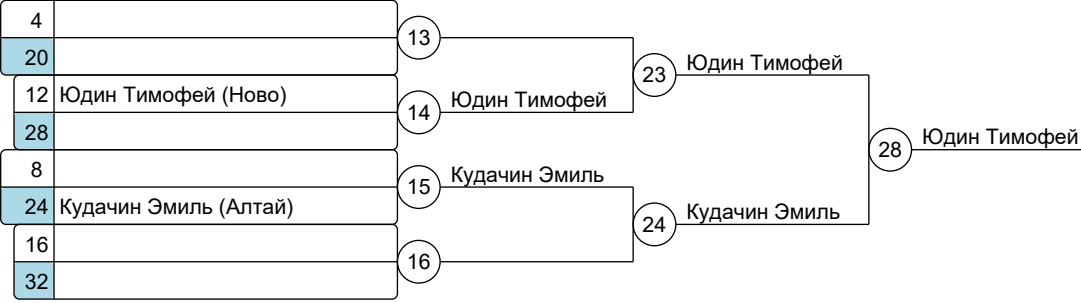 4
13
20
23
Юдин Тимофей
12
Юдин Тимофей (Ново)
14
Юдин Тимофей
28
28
Юдин Тимофей
8
15
Кудачин Эмиль
24
Кудачин Эмиль (Алтай)
24
Кудачин Эмиль
16
16
32